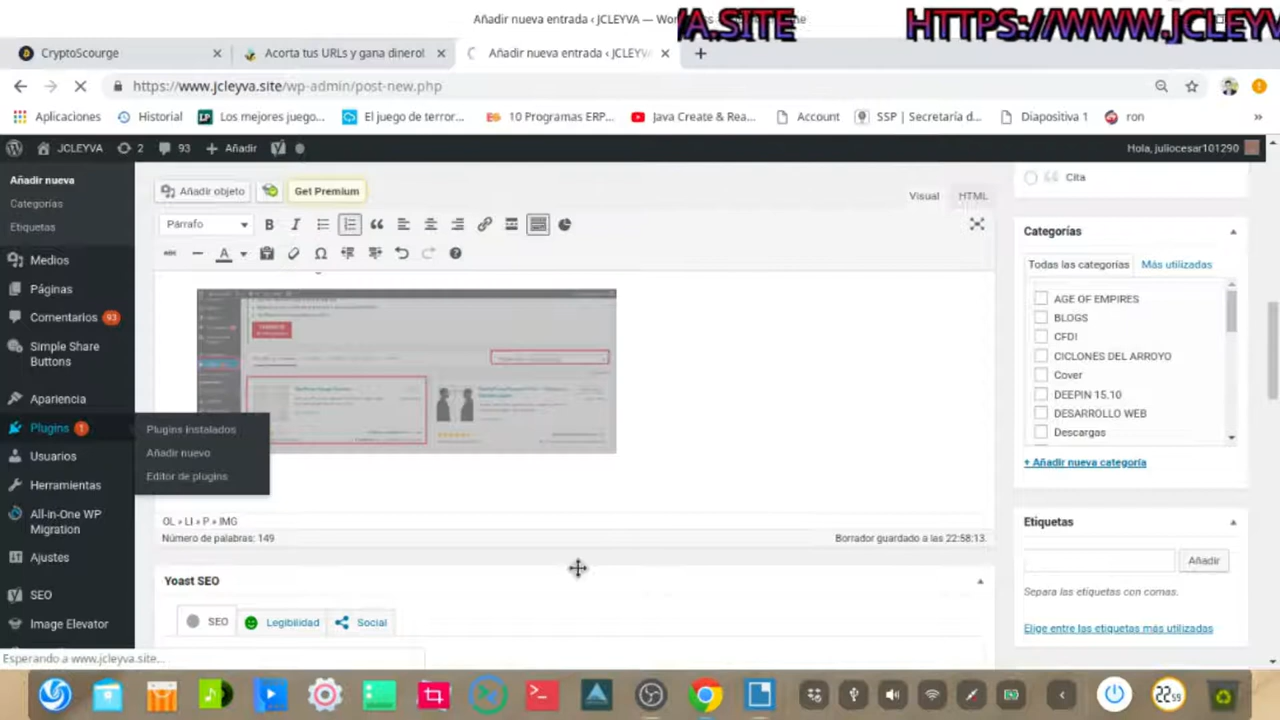 Añadir nueva entrada ‹ JCLEYVA — Wo
A.SITE HTTPS://WWW.JCLEYV
CryptoScourge
Acorta tus URLs y gana dinero!
Añadir nueva entrada ‹ JCLEYV
https://www.jcleyva.site/wp-admin/post-new.php
Aplicaciones Historial Los mejores juego... El juego de terror... 10 Programas ERP... Java Create & Rea... Account SSP | Secretaría d... Diapositiva 1 ron »
JCLEYVA 2 93 Añadir Hola, juliocesar101290
Añadir nueva
Categorías
Etiquetas
Medios
Páginas
Comentarios 93
Simple Share
Buttons
Apariencia
Plugins 1
Usuarios
Herramientas
All-in-One WP
Migration
Ajustes
SEO
Image Elevator
Plugins instalados
Añadir nuevo
Editor de plugins
Añadir objeto Get Premium
Visual HTML
Párrafo
OL » LI » P » IMG
Número de palabras: 149 Borrador guardado a las 22:58:13.
Yoast SEO
SEO Legibilidad Social
Cita
Categorías
Todas las categorías Más utilizadas
AGE OF EMPIRES
BLOGS
CFDI
CICLONES DEL ARROYO
Cover
DEEPIN 15.10
DESARROLLO WEB
Descargas
+ Añadir nueva categoría
Etiquetas
Añadir
Separa las etiquetas con comas.
Elige entre las etiquetas más utilizadas
Esperando a www.jcleyva.site...
22 59